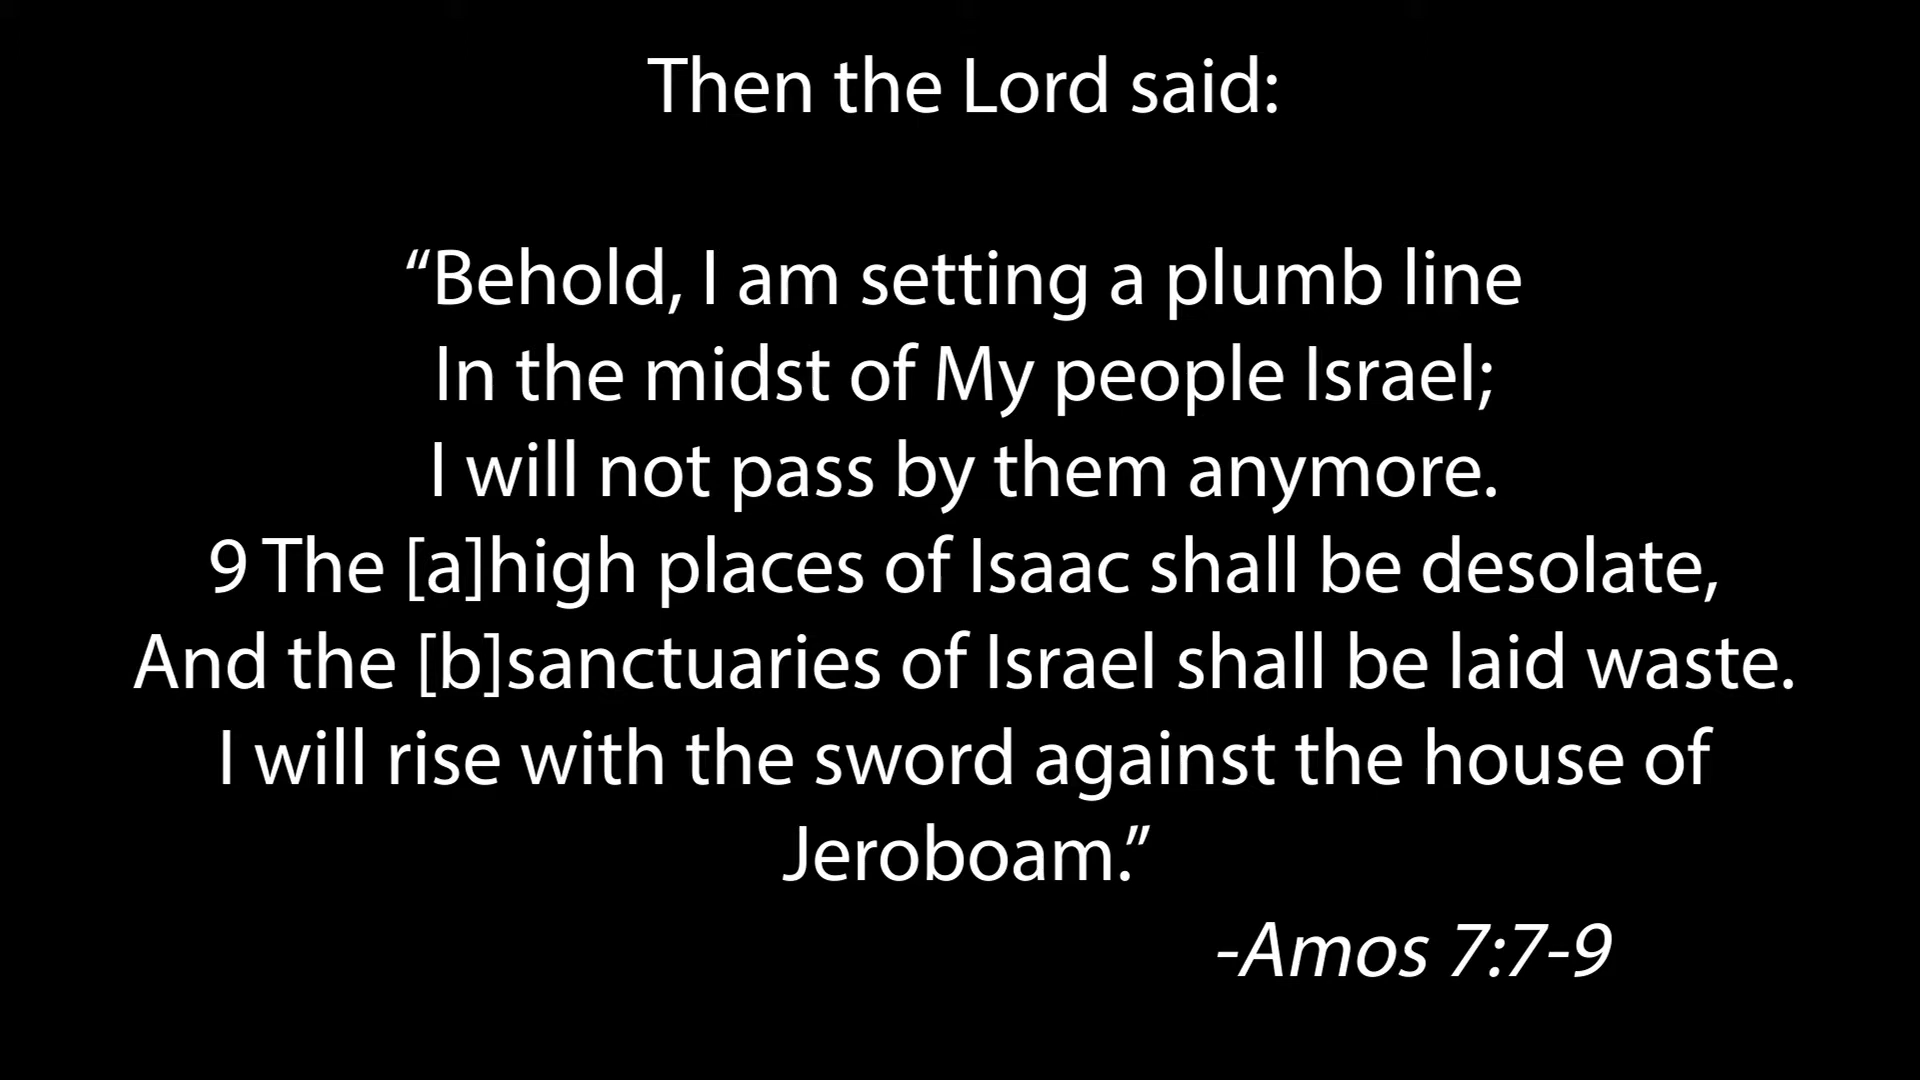 Then the Lord said:
“Behold, I am setting a plumb line
In the midst of My people Israel;
I will not pass by them anymore.
9 The [a]high places of Isaac shall be desolate,
And the [b]sanctuaries of Israel shall be laid waste.
I will rise with the sword against the house of
Jeroboam.”
-Amos 7:7-9